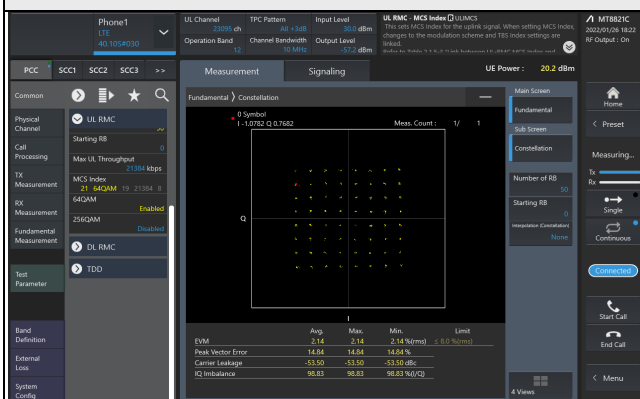 Phone1
LTE
40.105#030
UL Channel
23095 ch
TPC Pattern
All +3dB
Input Level
30.0 dBm
Operation Band
12
Channel Bandwidth
10 MHz
Output Level
-57.2 dBm
UL RMC - MCS Index ULIMCS
This sets MCS Index for the uplink signal. When setting MCS Index,
changes to the modulation scheme and TBS index settings are
linked.
MT8821C
2022/01/26 18:22
RF Output : On
PCC SCC1 SCC2 SCC3 >>
Measurement
Signaling
UE Power : 20.2 dBm
Common
Physical
Channel
Call
Processing
TX
Measurement
RX
Measurement
Fundamental
Measurement
Test
Parameter
Band
Definition
External
Loss
System
Config
UL RMC
Starting RB
0
Max UL Throughput
21384 kbps
MCS Index
21 64QAM 19 21384 8
64QAM
Enabled
256QAM
Disabled
DL RMC
TDD
Fundamental ❭ Constellation
0 Symbol
I -1.0782 Q 0.7682
Meas. Count : 1/ 1
Q
I
Avg. Max. Min. Limit
EVM 2.14 2.14 2.14 %(rms) ≤ 8.0 %(rms)
Peak Vector Error 14.84 14.84 14.84 %
Carrier Leakage -53.50 -53.50 -53.50 dBc
IQ Imbalance 98.83 98.83 98.83 %(I/Q)
Main Screen
Fundamental
Sub Screen
Constellation
Number of RB
50
Starting RB
0
Interpolation (Constellation)
None
4 Views
Home
< Preset
Measuring...
Tx
Rx
Single
Continuous
Connected
Start Call
End Call
< Menu